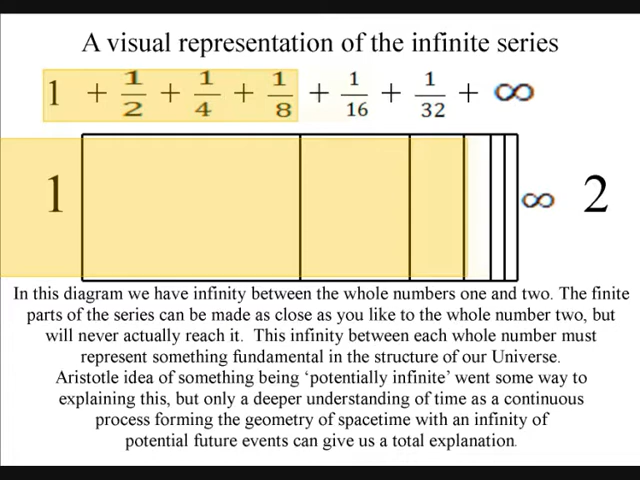 A visual representation of the infinite series
1 + 1/2 + 1/4 + 1/8 + 1/16 + 1/32 + ∞
1 ∞ 2
In this diagram we have infinity between the whole numbers one and two. The finite
parts of the series can be made as close as you like to the whole number two, but
will never actually reach it. This infinity between each whole number must
represent something fundamental in the structure of our Universe.
Aristotle idea of something being ‘potentially infinite’ went some way to
explaining this, but only a deeper understanding of time as a continuous
process forming the geometry of spacetime with an infinity of
potential future events can give us a total explanation.